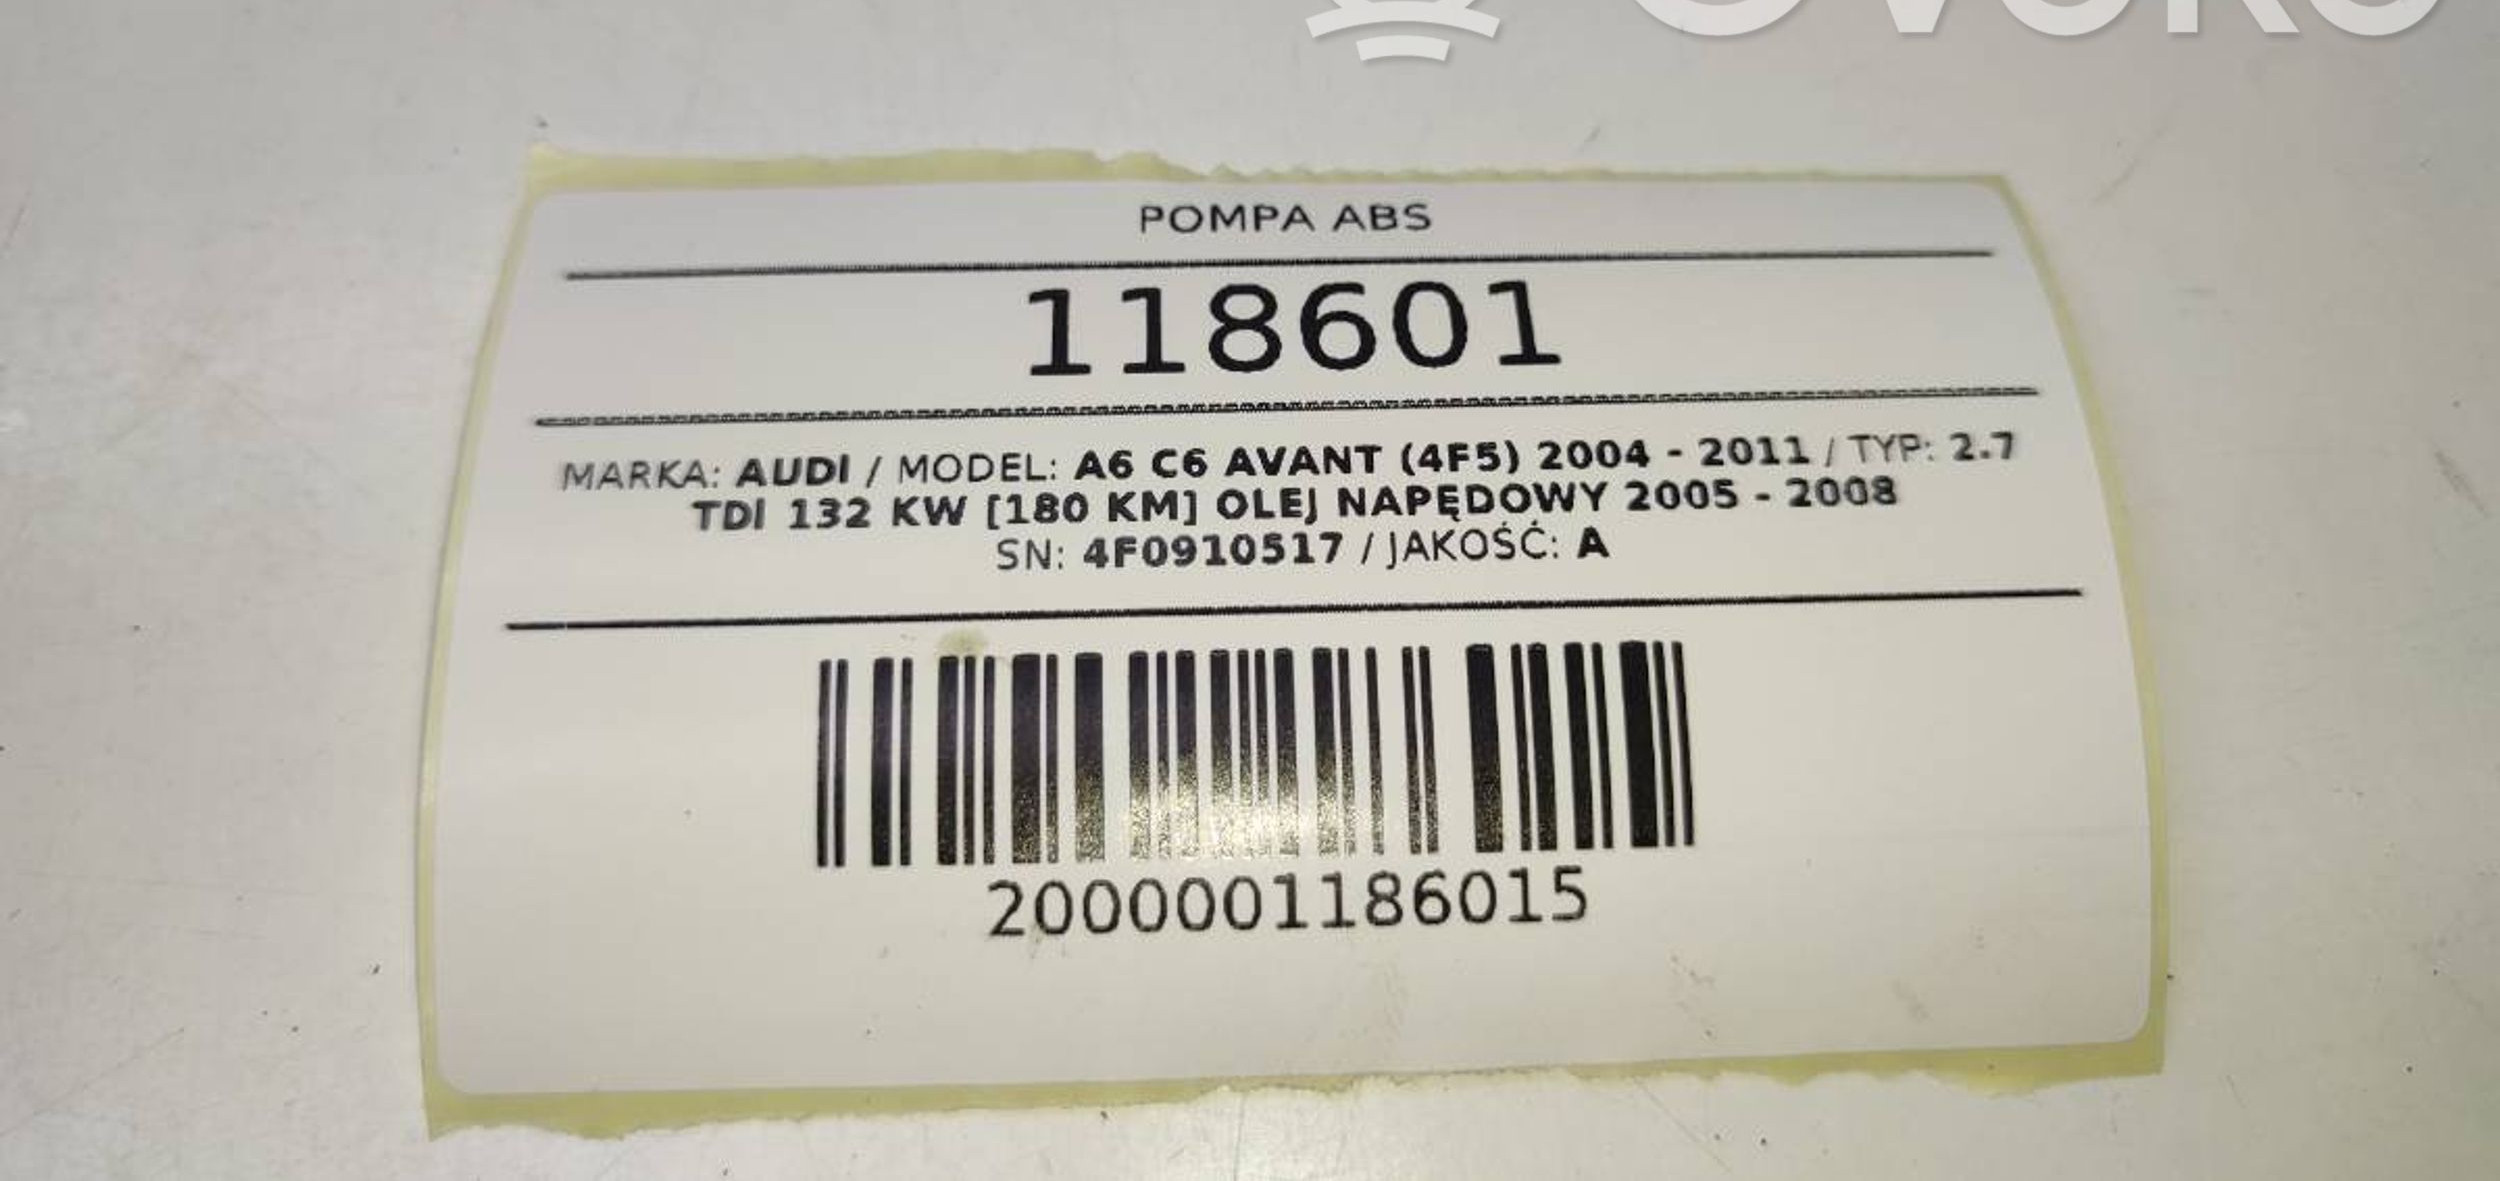 POMPA ABS
118601
MARKA: AUDI / MODEL: A6 C6 AVANT (4F5) 2004 - 2011 / TYP: 2.7
TDI 132 KW [180 KM] OLEJ NAPĘDOWY 2005 - 2008
SN: 4F0910517 / JAKOŚĆ: A
2000001186015